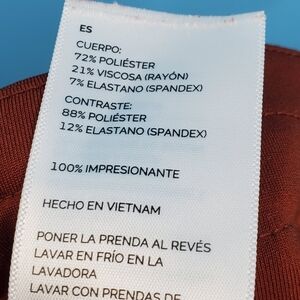 ES
CUERPO:
72% POLIÉSTER
21% VISCOSA (RAYÓN)
7% ELASTANO (SPANDEX)
CONTRASTE:
88% POLIÉSTER
12% ELASTANO (SPANDEX)
100% IMPRESIONANTE
HECHO EN VIETNAM
PONER LA PRENDA AL REVÉS
LAVAR EN FRÍO EN LA
LAVADORA
LAVAR CON PRENDAS DE